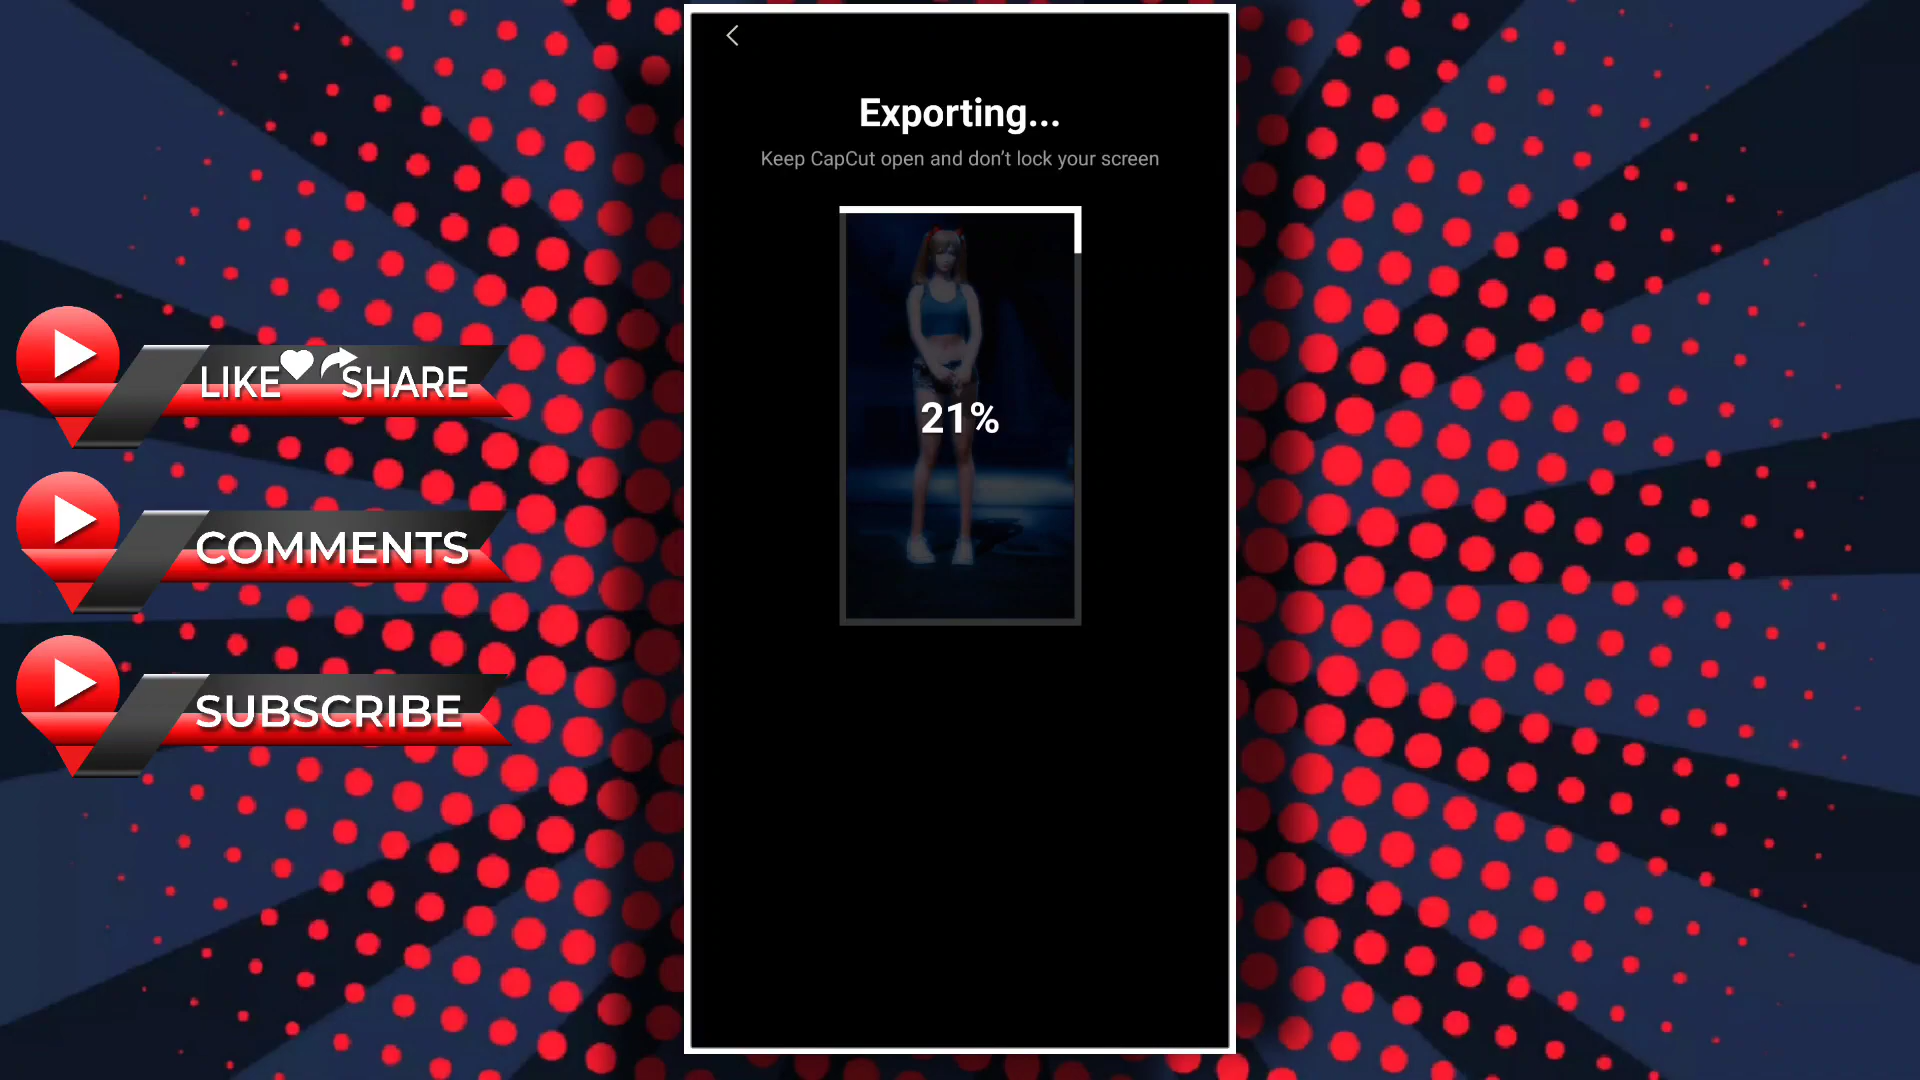 Exporting...
Keep CapCut open and don’t lock your screen
21%
LIKE SHARE
COMMENTS
SUBSCRIBE